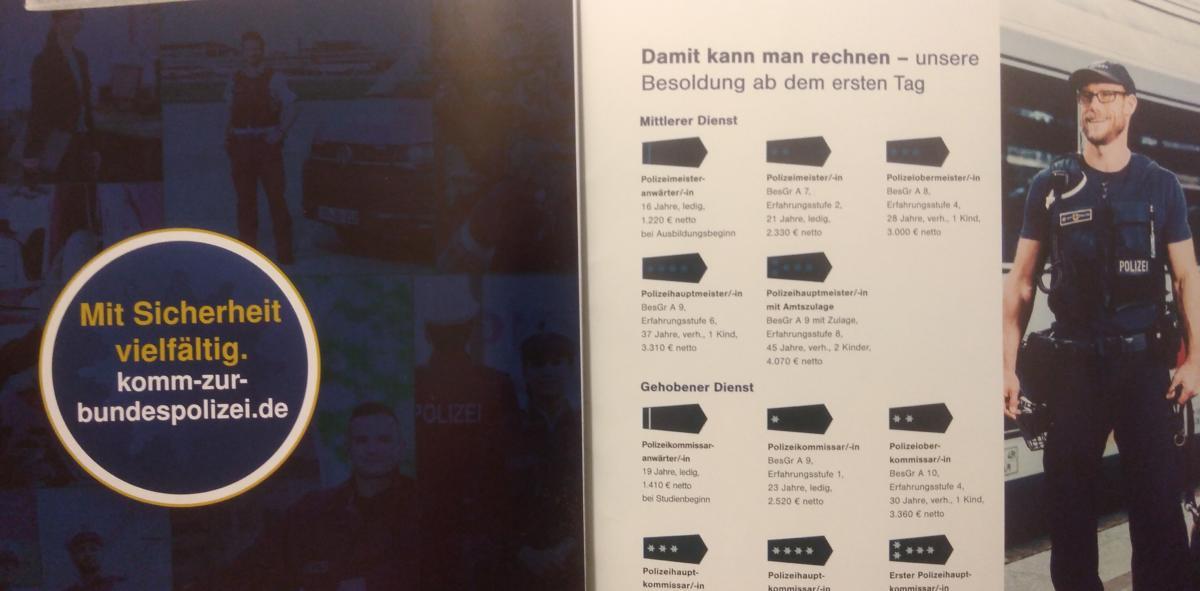 Mit Sicherheit
vielfältig.
komm-zur-
bundespolizei.de
POLIZEI
Damit kann man rechnen – unsere
Besoldung ab dem ersten Tag
Mittlerer Dienst
Polizeimeister-
anwärter/-in
16 Jahre, ledig,
1.220 € netto
bei Ausbildungsbeginn
Polizeimeister/-in
BesGr A 7,
Erfahrungsstufe 2,
21 Jahre, ledig,
2.330 € netto
Polizeiobermeister/-in
BesGr A 8,
Erfahrungsstufe 4,
28 Jahre, verh., 1 Kind,
3.000 € netto
Polizeihauptmeister/-in
BesGr A 9,
Erfahrungsstufe 6,
37 Jahre, verh., 1 Kind,
3.310 € netto
Polizeihauptmeister/-in
mit Amtszulage
BesGr A 9 mit Zulage,
Erfahrungsstufe 8,
45 Jahre, verh., 2 Kinder,
4.070 € netto
Gehobener Dienst
Polizeikommissar-
anwärter/-in
19 Jahre, ledig,
1.410 € netto
bei Studienbeginn
Polizeikommissar/-in
BesGr A 9,
Erfahrungsstufe 1,
23 Jahre, ledig,
2.520 € netto
Polizeiober-
kommissar/-in
BesGr A 10,
Erfahrungsstufe 4,
30 Jahre, verh., 1 Kind,
3.360 € netto
Polizeihaupt-
kommissar/-in
Polizeihaupt-
kommissar/-in
Erster Polizeihaupt-
kommissar/-in
POLIZEI